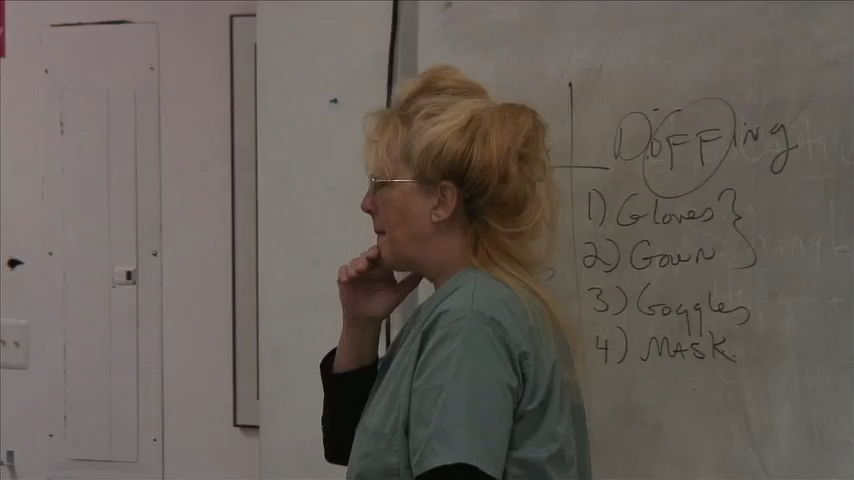 DOFFing
1) Gloves }
2) Gown
3) Goggles
4) MASK.